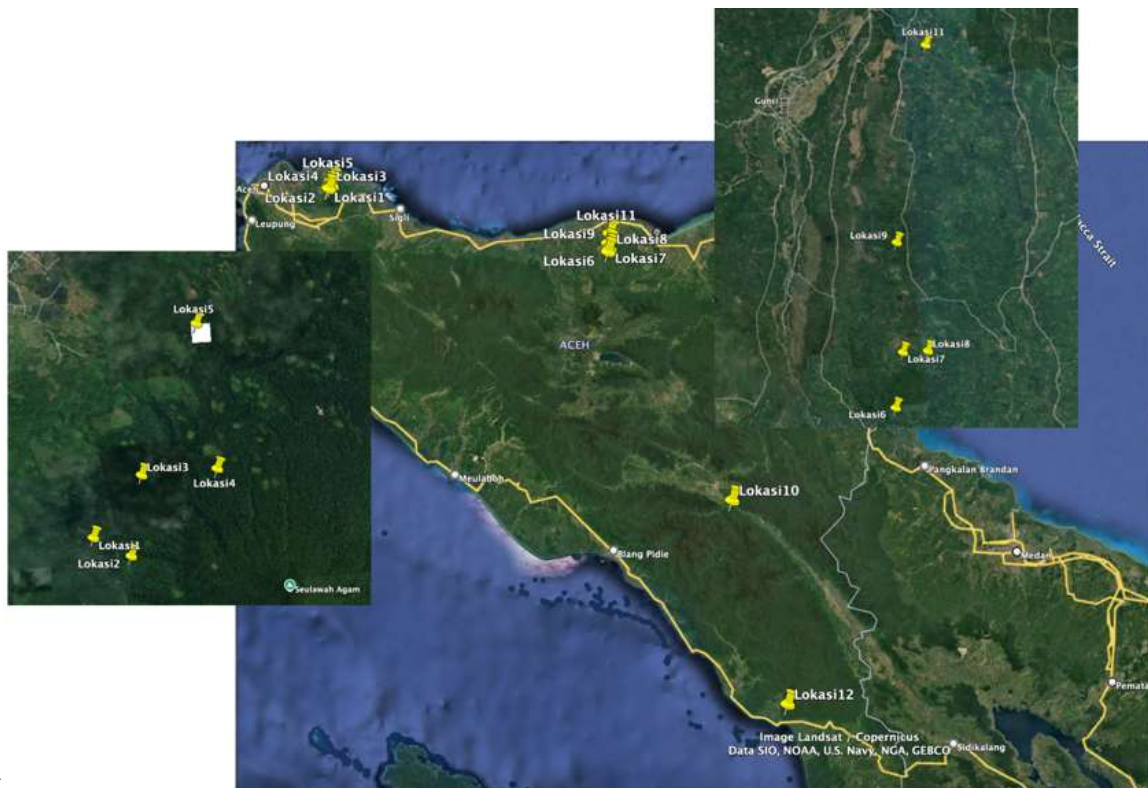 Lokasi11
Gunci
Lokasi9
Lokasi8
Lokasi7
Lokasi6
Lokasi5
Lokasi4
Lokasi3
Aceh
Lokasi2
Lokasi1
Leupung
Sigli
Lokasi11
Lokasi9
Lokasi8
Lokasi6
Lokasi7
ACEH
Lokasi5
Lokasi3
Lokasi4
Lokasi1
Lokasi2
Seulawah Agam
Meulaboh
Lokasi10
Pangkalan Brandan
Blang Pidie
Medan
Lokasi12
Pemata
Image Landsat / Copernicus
Data SIO, NOAA, U.S. Navy, NGA, GEBCO
Sidikalang
cca Strait